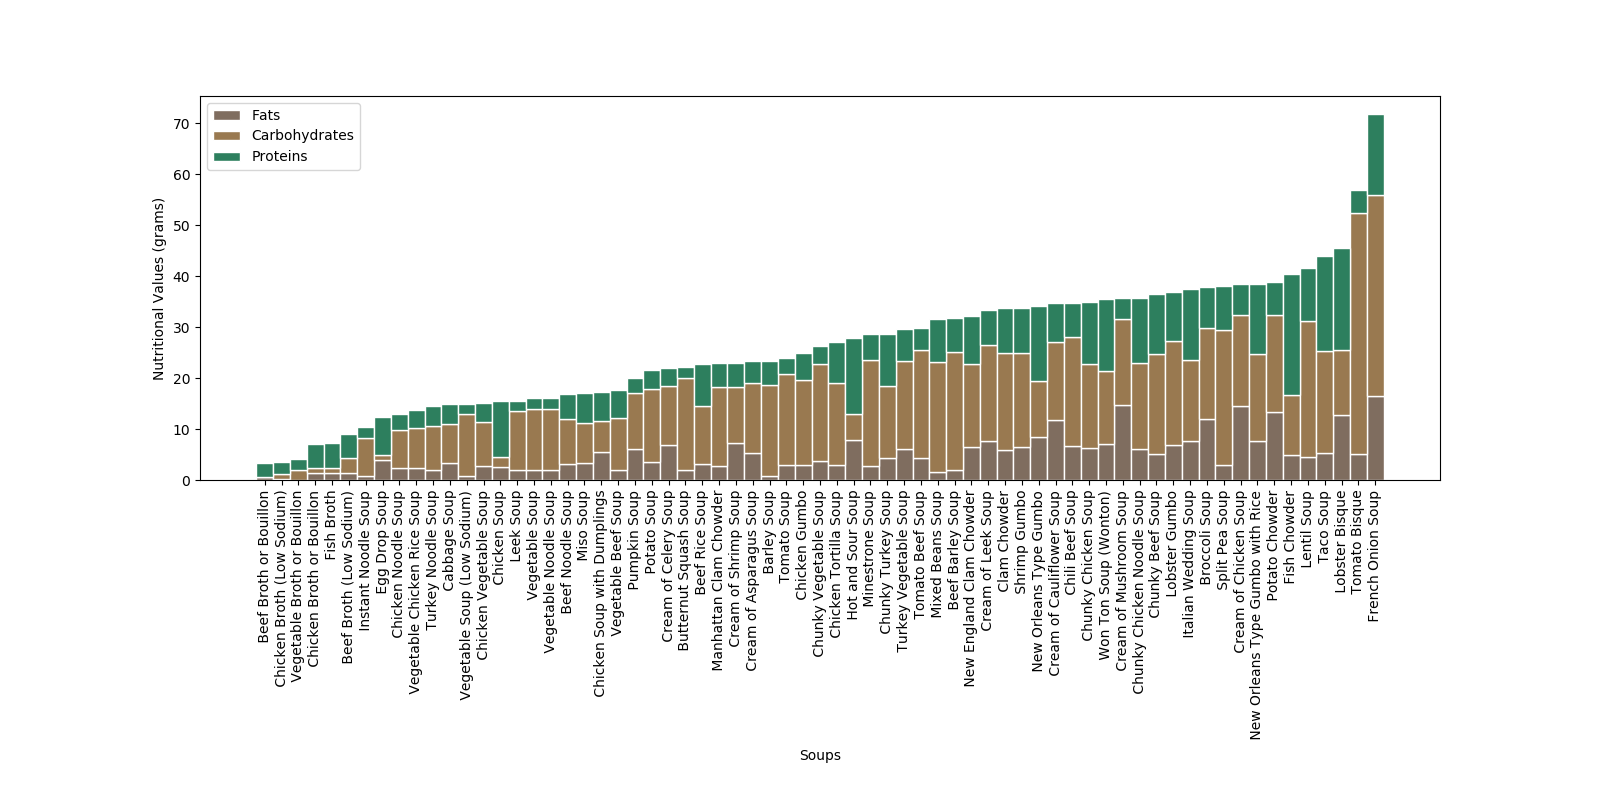 Fats
Carbohydrates
Proteins
Nutritional Values (grams)
70
60
50
40
30
20
10
0
Beef Broth or Bouillon
Chicken Broth (Low Sodium)
Vegetable Broth or Bouillon
Chicken Broth or Bouillon
Fish Broth
Beef Broth (Low Sodium)
Instant Noodle Soup
Egg Drop Soup
Chicken Noodle Soup
Vegetable Chicken Rice Soup
Turkey Noodle Soup
Cabbage Soup
Vegetable Soup (Low Sodium)
Chicken Vegetable Soup
Chicken Soup
Leek Soup
Vegetable Soup
Vegetable Noodle Soup
Beef Noodle Soup
Miso Soup
Chicken Soup with Dumplings
Vegetable Beef Soup
Pumpkin Soup
Potato Soup
Cream of Celery Soup
Butternut Squash Soup
Beef Rice Soup
Manhattan Clam Chowder
Cream of Shrimp Soup
Cream of Asparagus Soup
Barley Soup
Tomato Soup
Chicken Gumbo
Chunky Vegetable Soup
Chicken Tortilla Soup
Hot and Sour Soup
Minestrone Soup
Chunky Turkey Soup
Turkey Vegetable Soup
Tomato Beef Soup
Mixed Beans Soup
Beef Barley Soup
New England Clam Chowder
Cream of Leek Soup
Clam Chowder
Shrimp Gumbo
New Orleans Type Gumbo
Cream of Cauliflower Soup
Chili Beef Soup
Chunky Chicken Soup
Won Ton Soup (Wonton)
Cream of Mushroom Soup
Chunky Chicken Noodle Soup
Chunky Beef Soup
Lobster Gumbo
Italian Wedding Soup
Broccoli Soup
Split Pea Soup
Cream of Chicken Soup
New Orleans Type Gumbo with Rice
Potato Chowder
Fish Chowder
Lentil Soup
Taco Soup
Lobster Bisque
Tomato Bisque
French Onion Soup
Soups